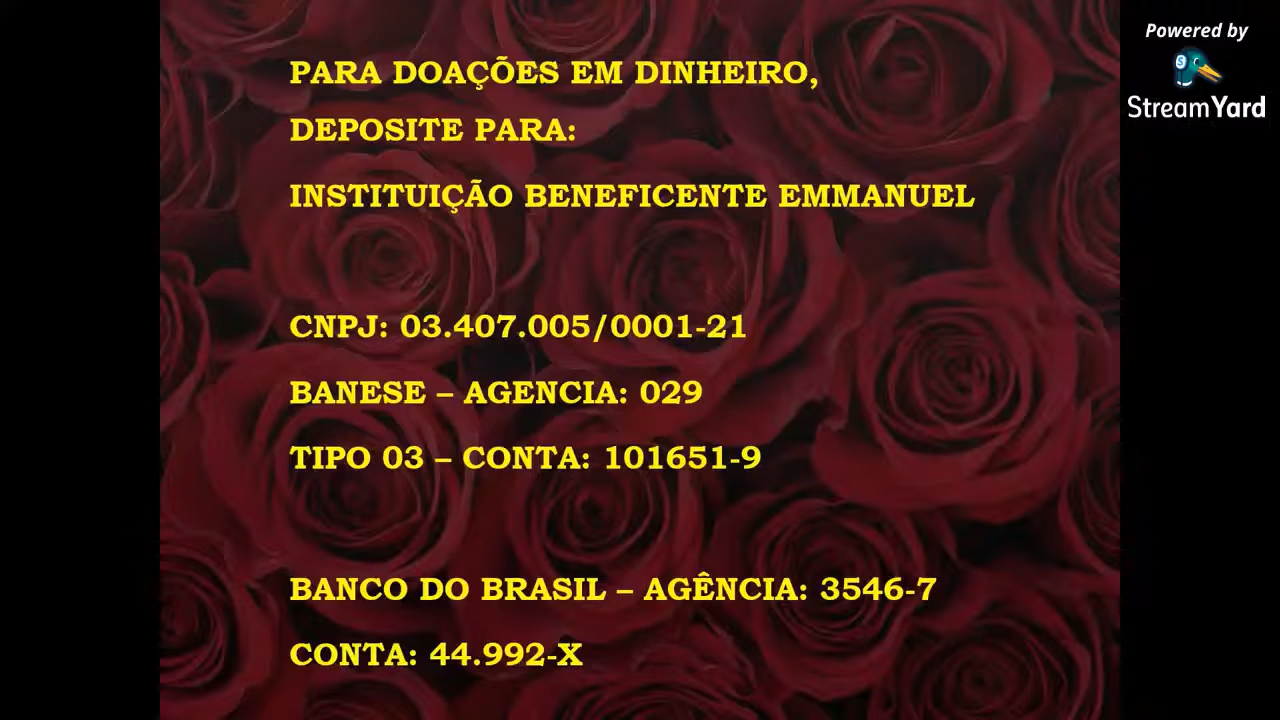 PARA DOAÇÕES EM DINHEIRO,
DEPOSITE PARA:
INSTITUIÇÃO BENEFICENTE EMMANUEL
CNPJ: 03.407.005/0001-21
BANESE – AGENCIA: 029
TIPO 03 – CONTA: 101651-9
BANCO DO BRASIL – AGÊNCIA: 3546-7
CONTA: 44.992-X
Powered by
StreamYard